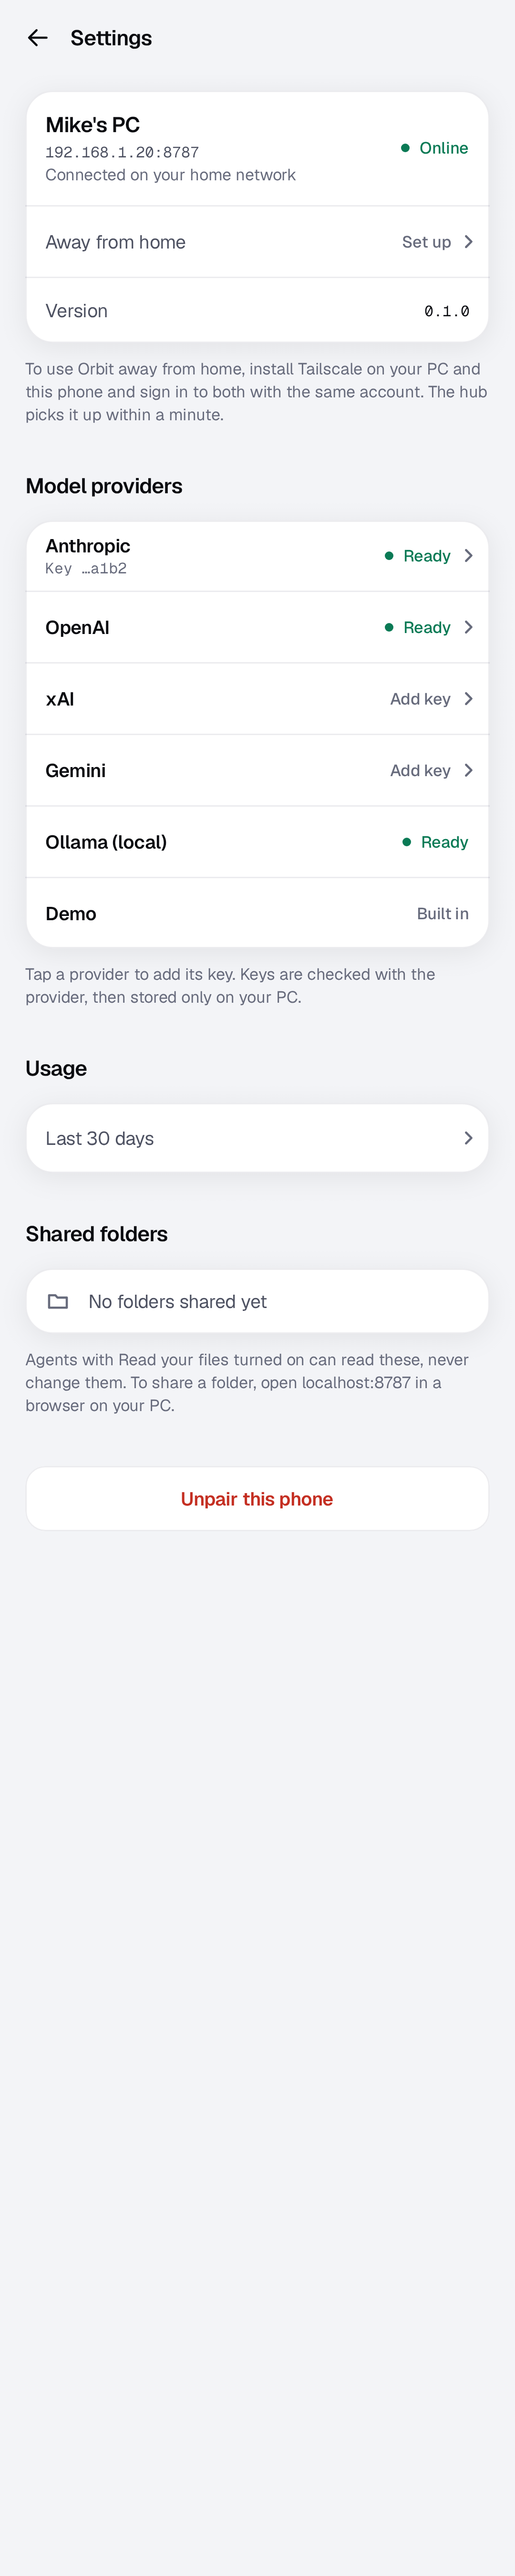 Settings
Mike's PC
192.168.1.20:8787
Connected on your home network
Online
Away from home
Set up
Version
0.1.0
To use Orbit away from home, install Tailscale on your PC and
this phone and sign in to both with the same account. The hub
picks it up within a minute.
Model providers
Anthropic
Key …a1b2
Ready
OpenAI
Ready
xAI
Add key
Gemini
Add key
Ollama (local)
Ready
Demo
Built in
Tap a provider to add its key. Keys are checked with the
provider, then stored only on your PC.
Usage
Last 30 days
Shared folders
No folders shared yet
Agents with Read your files turned on can read these, never
change them. To share a folder, open localhost:8787 in a
browser on your PC.
Unpair this phone